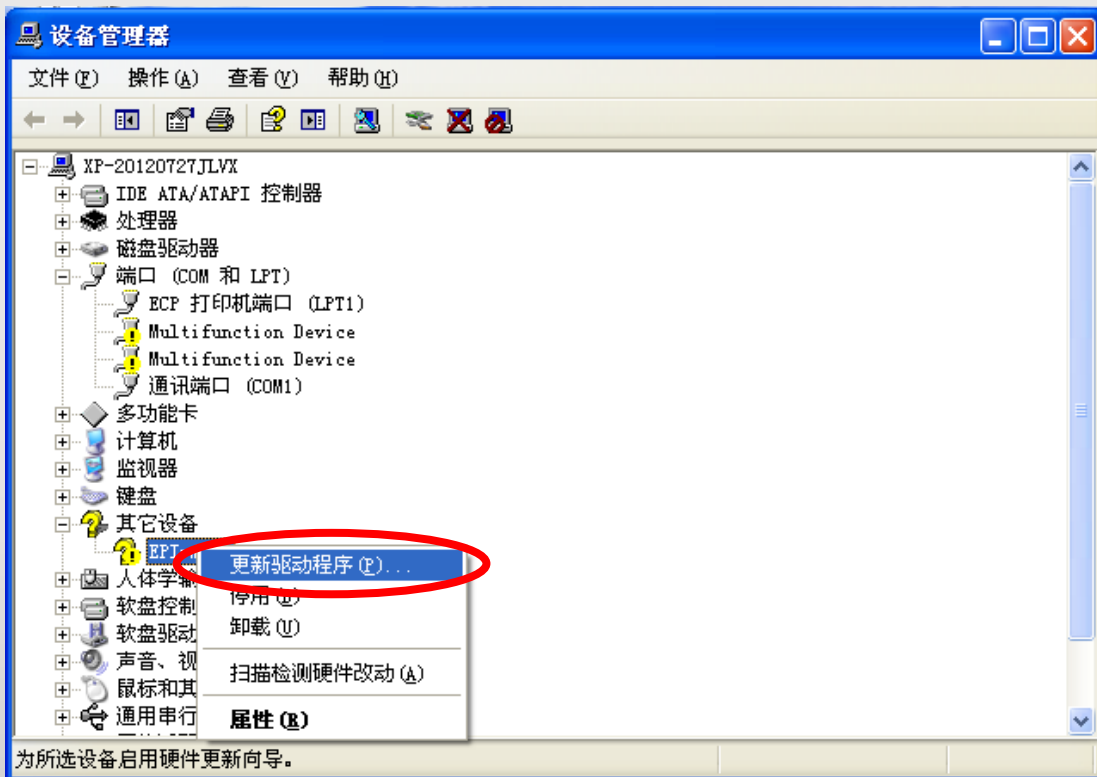 设备管理器
文件(F) 操作(A) 查看(V) 帮助(H)
XP-20120727JLVX
IDE ATA/ATAPI 控制器
处理器
磁盘驱动器
端口 (COM 和 LPT)
ECP 打印机端口 (LPT1)
Multifunction Device
Multifunction Device
通讯端口 (COM1)
多功能卡
计算机
监视器
键盘
其它设备
更新驱动程序(P)...
人体学输
停用(D)
软盘控制
卸载(U)
软盘驱动
声音、视
扫描检测硬件改动(A)
鼠标和其
通用串行
属性(R)
为所选设备启用硬件更新向导。